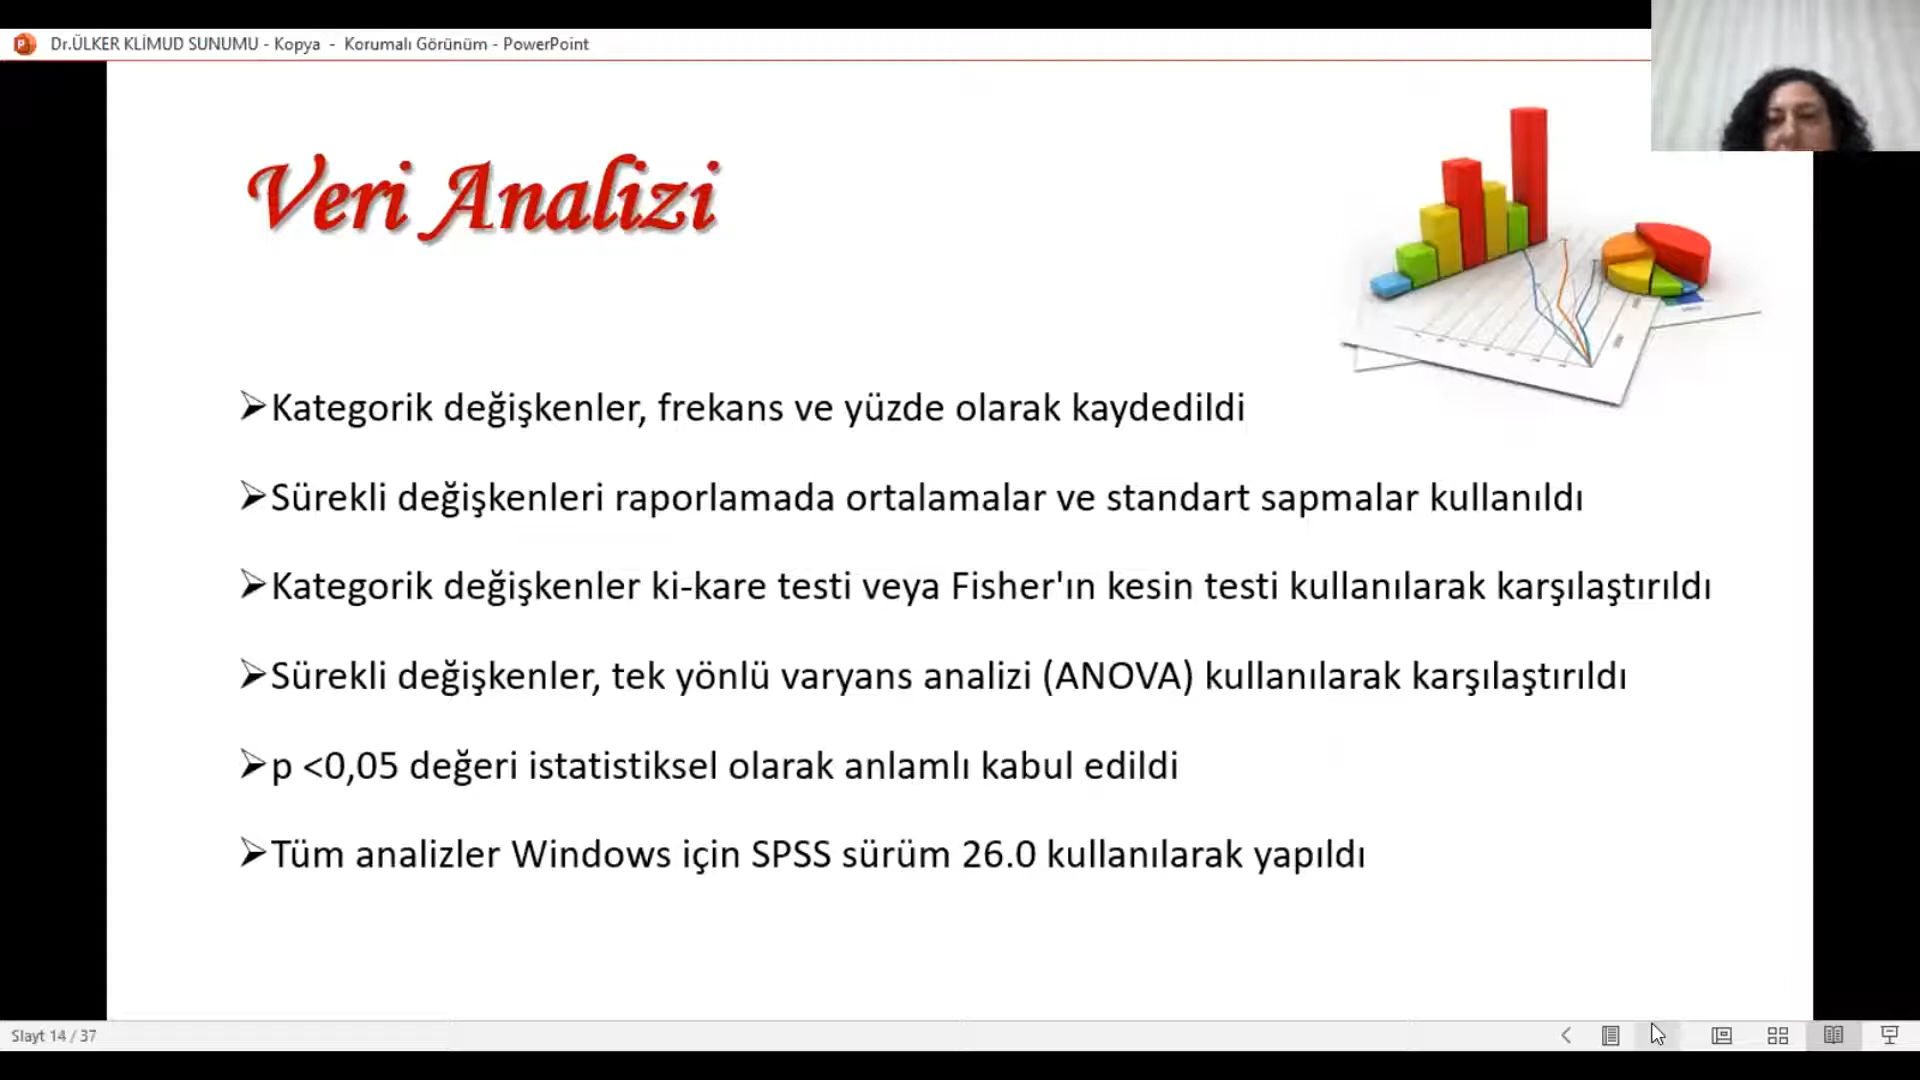 Dr.ÜLKER KLİMUD SUNUMU - Kopya - Korumalı Görünüm - PowerPoint
Veri Analizi
➢Kategorik değişkenler, frekans ve yüzde olarak kaydedildi
➢Sürekli değişkenleri raporlamada ortalamalar ve standart sapmalar kullanıldı
➢Kategorik değişkenler ki-kare testi veya Fisher'ın kesin testi kullanılarak karşılaştırıldı
➢Sürekli değişkenler, tek yönlü varyans analizi (ANOVA) kullanılarak karşılaştırıldı
➢p <0,05 değeri istatistiksel olarak anlamlı kabul edildi
➢Tüm analizler Windows için SPSS sürüm 26.0 kullanılarak yapıldı
Slayt 14 / 37